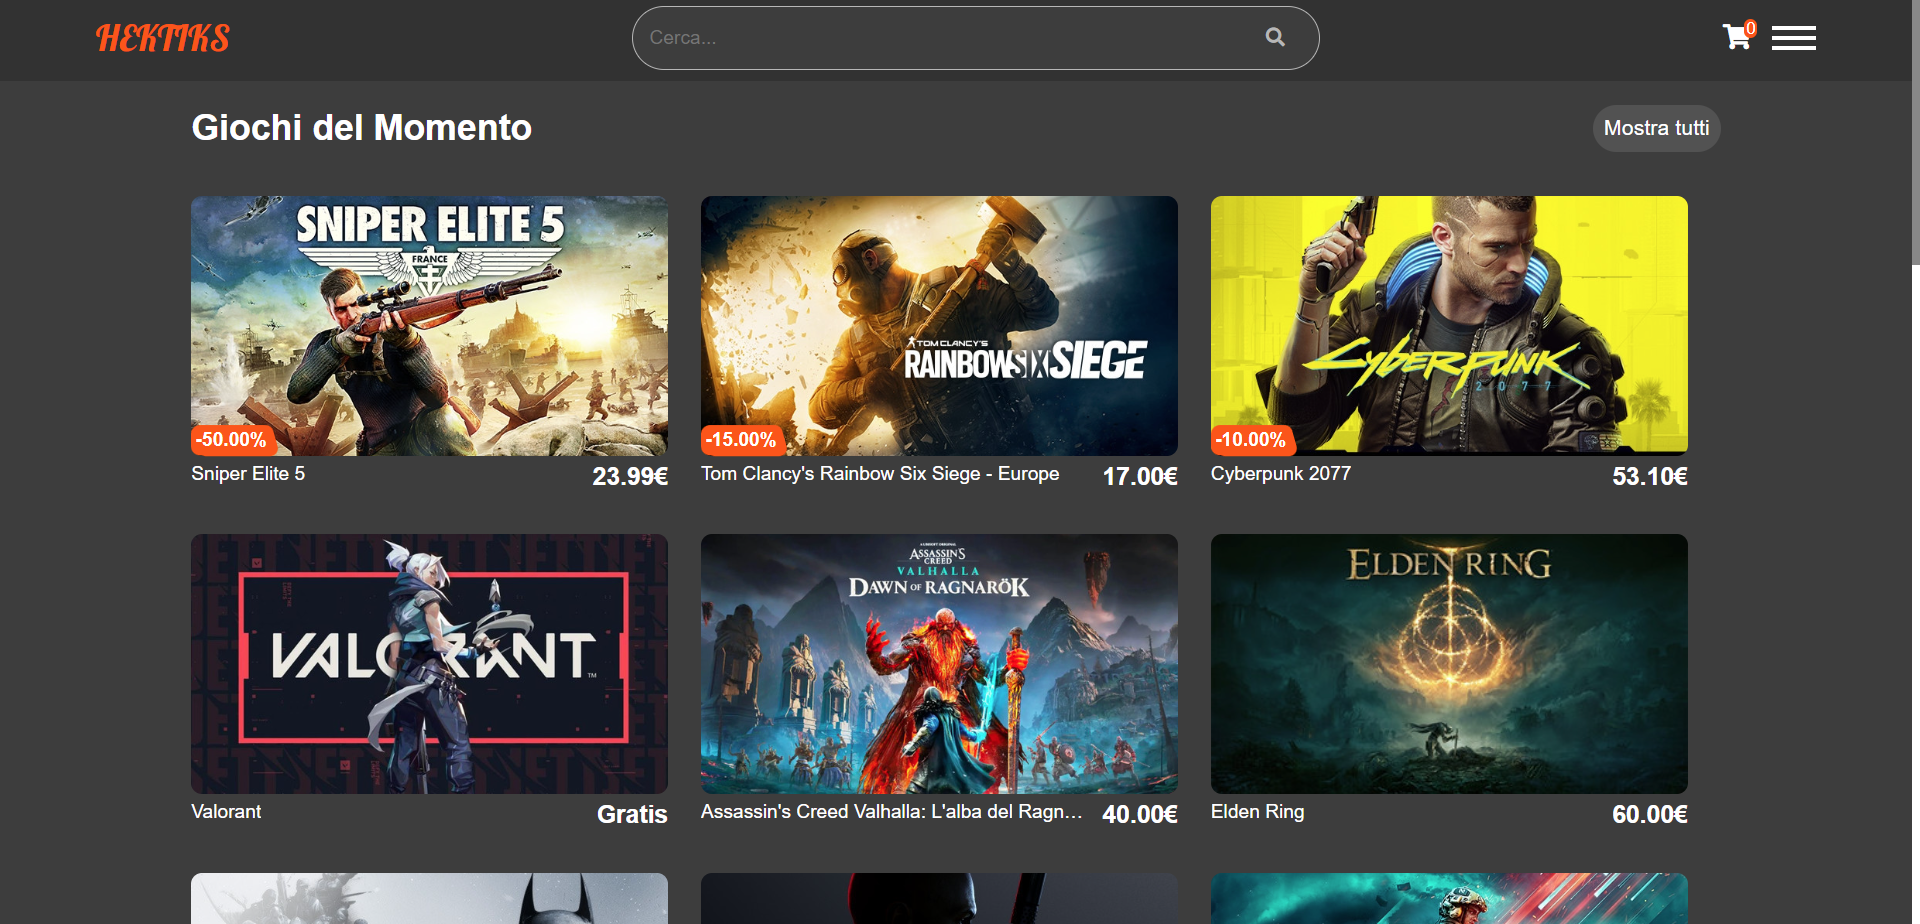 HEKTIKS
Cerca...
0
Giochi del Momento
Mostra tutti
SNIPER ELITE 5
FRANCE
-50.00%
Sniper Elite 5
23.99€
TOM CLANCY'S
RAINBOW SIX SIEGE
-15.00%
Tom Clancy's Rainbow Six Siege - Europe
17.00€
CYBERPUNK
2077
-10.00%
Cyberpunk 2077
53.10€
VALORANT™
Valorant
Gratis
A UBISOFT ORIGINAL
ASSASSIN'S
CREED
VALHALLA
DAWN OF RAGNARÖK
Assassin's Creed Valhalla: L'alba del Ragn...
40.00€
ELDEN RING
Elden Ring
60.00€